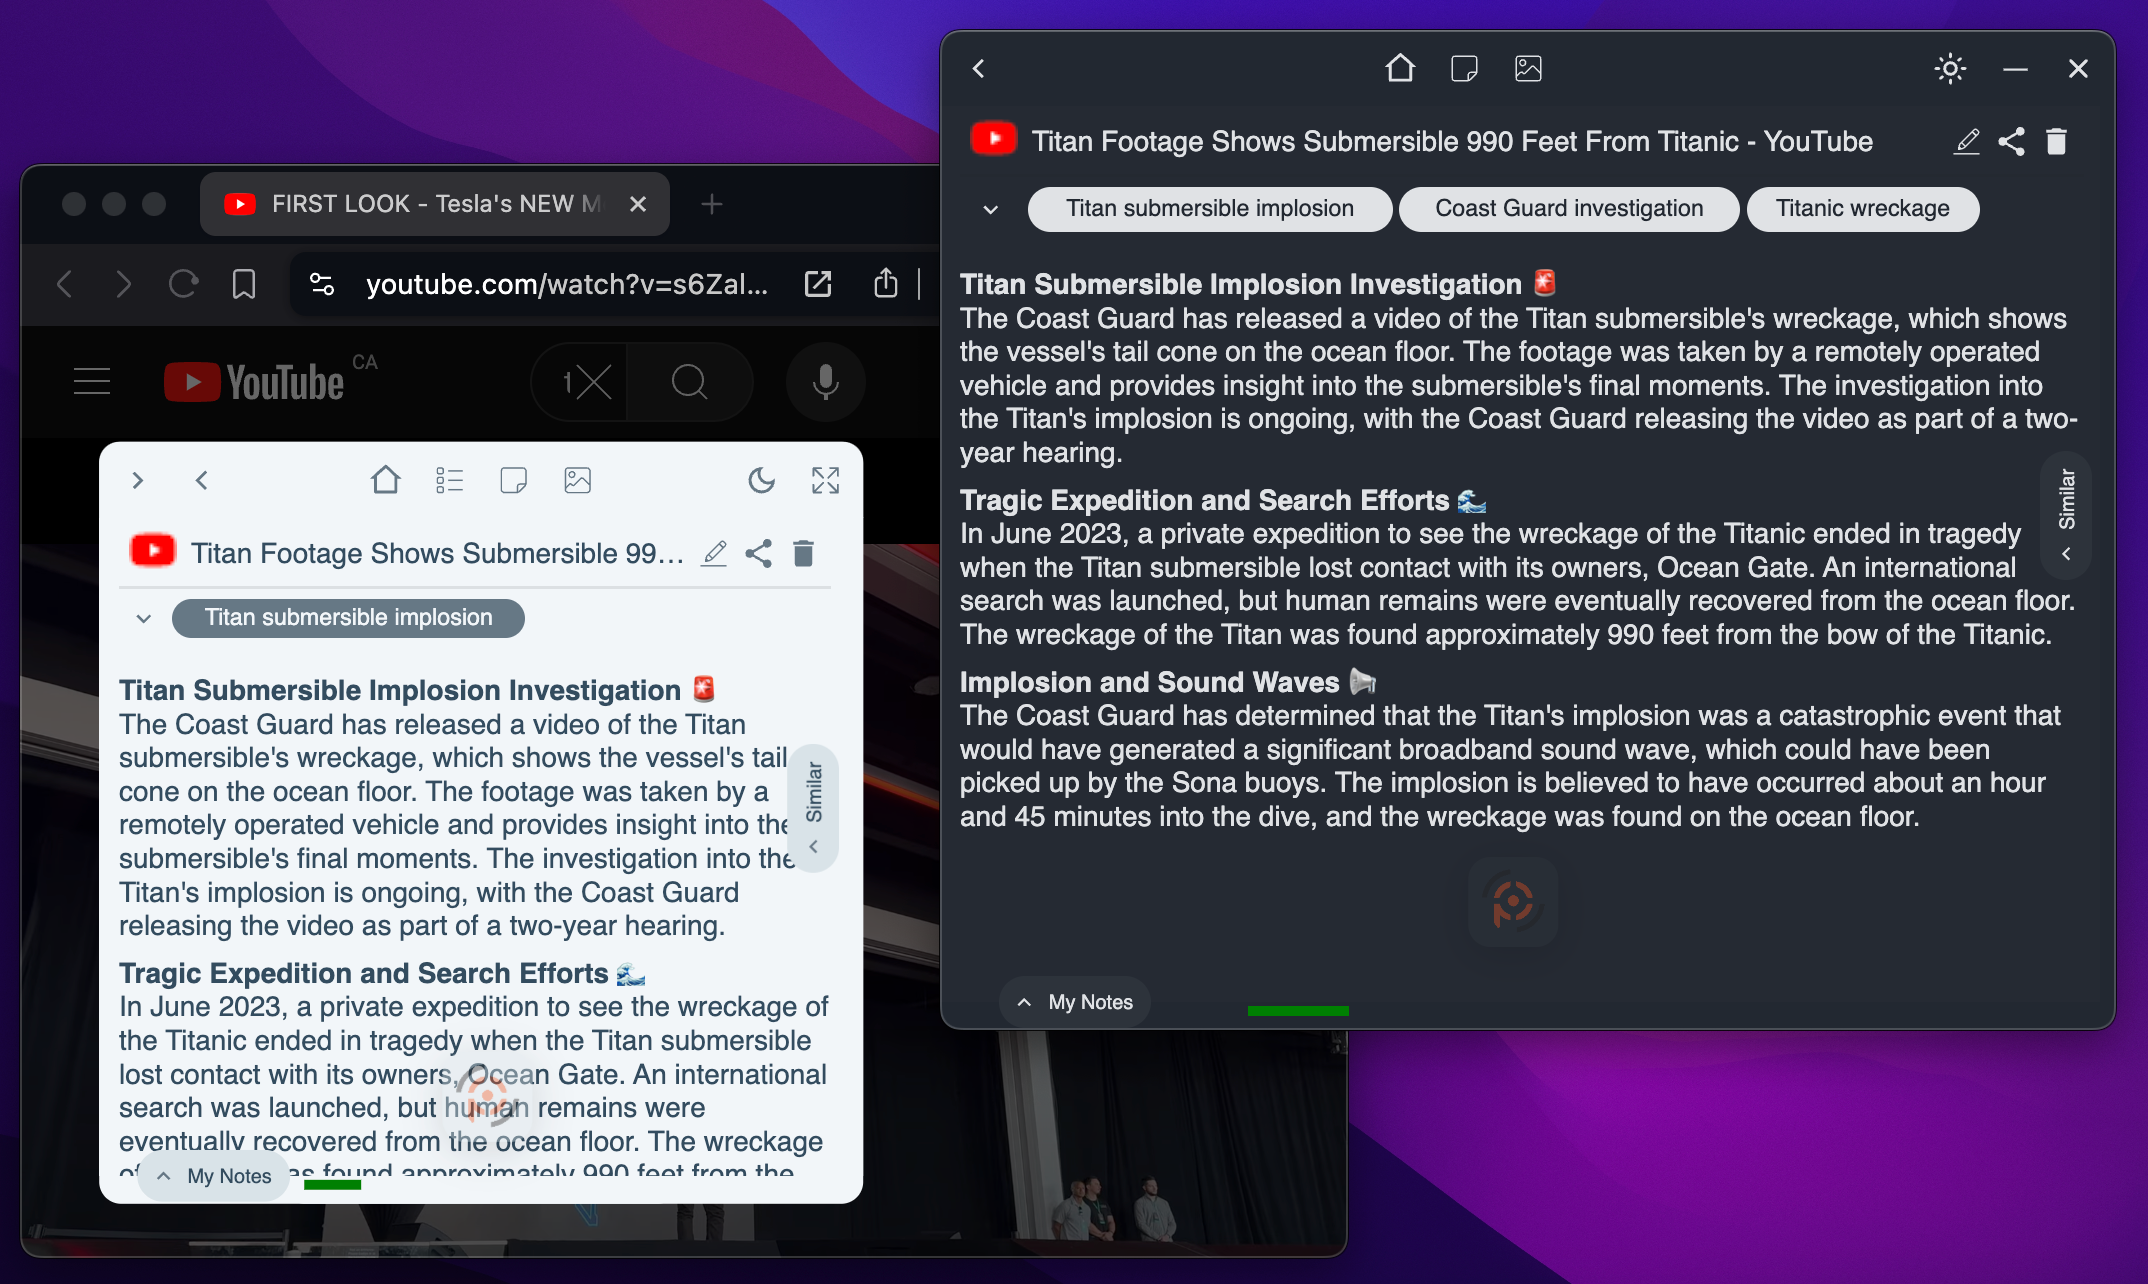 FIRST LOOK - Tesla's NEW M
youtube.com/watch?v=s6Zal...
YouTube CA
Titan Footage Shows Submersible 99...
Titan submersible implosion
Titan Submersible Implosion Investigation 🚨
The Coast Guard has released a video of the Titan
submersible's wreckage, which shows the vessel's tail
cone on the ocean floor. The footage was taken by a
remotely operated vehicle and provides insight into the
submersible's final moments. The investigation into the
Titan's implosion is ongoing, with the Coast Guard
releasing the video as part of a two-year hearing.
Tragic Expedition and Search Efforts 🌊
In June 2023, a private expedition to see the wreckage of
the Titanic ended in tragedy when the Titan submersible
lost contact with its owners, Ocean Gate. An international
search was launched, but human remains were
eventually recovered from the ocean floor. The wreckage
of as found approximately 990 feet from the
Similar
My Notes
Titan Footage Shows Submersible 990 Feet From Titanic - YouTube
Titan submersible implosion
Coast Guard investigation
Titanic wreckage
Titan Submersible Implosion Investigation 🚨
The Coast Guard has released a video of the Titan submersible's wreckage, which shows
the vessel's tail cone on the ocean floor. The footage was taken by a remotely operated
vehicle and provides insight into the submersible's final moments. The investigation into
the Titan's implosion is ongoing, with the Coast Guard releasing the video as part of a two-
year hearing.
Tragic Expedition and Search Efforts 🌊
In June 2023, a private expedition to see the wreckage of the Titanic ended in tragedy
when the Titan submersible lost contact with its owners, Ocean Gate. An international
search was launched, but human remains were eventually recovered from the ocean floor.
The wreckage of the Titan was found approximately 990 feet from the bow of the Titanic.
Implosion and Sound Waves 📢
The Coast Guard has determined that the Titan's implosion was a catastrophic event that
would have generated a significant broadband sound wave, which could have been
picked up by the Sona buoys. The implosion is believed to have occurred about an hour
and 45 minutes into the dive, and the wreckage was found on the ocean floor.
Similar
My Notes